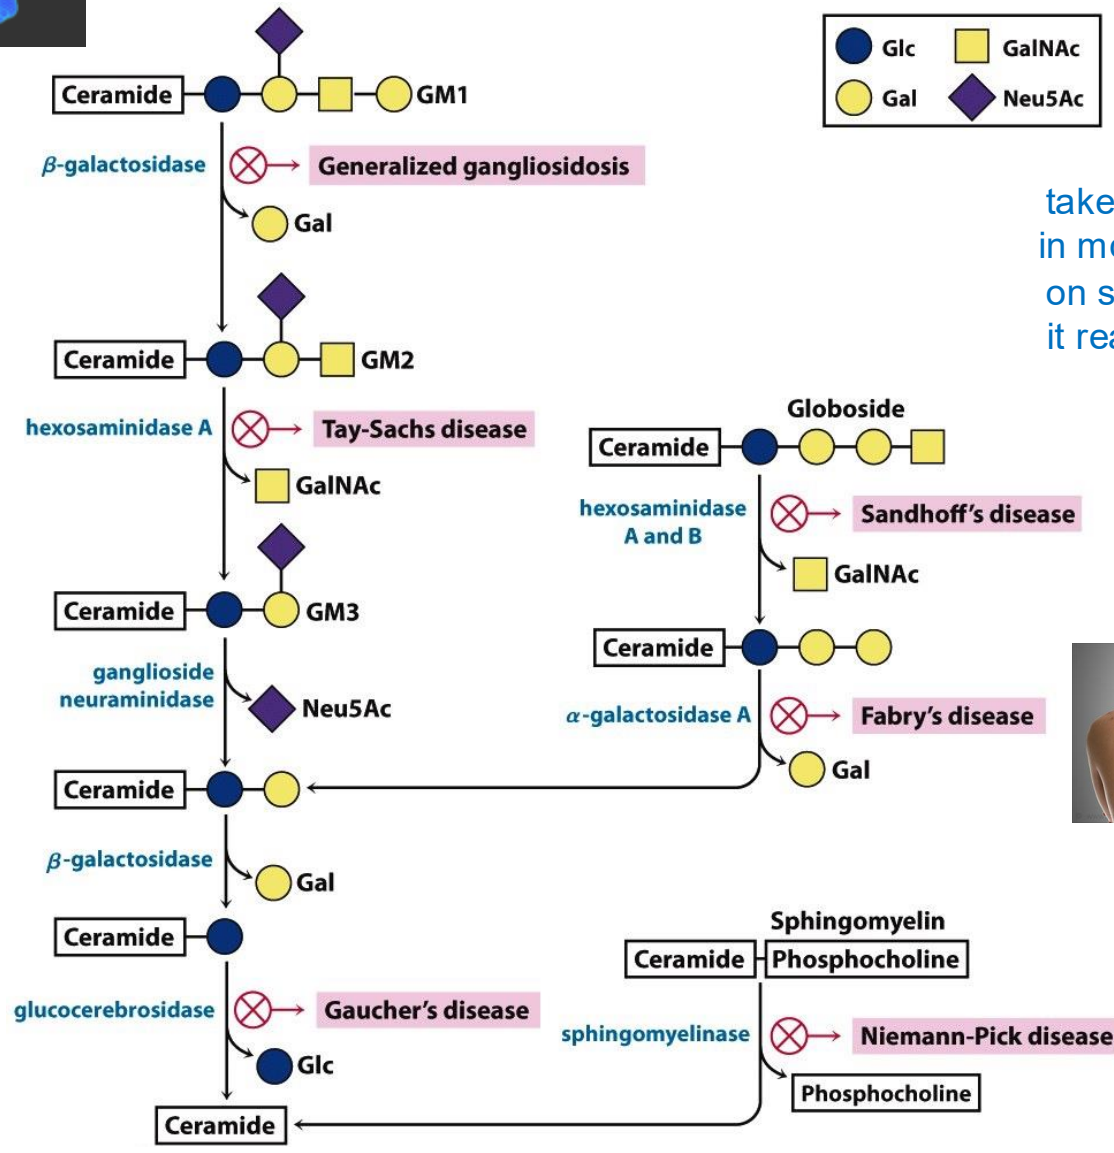 Glc
GalNAc
Gal
Neu5Ac
Ceramide
GM1
β-galactosidase
Generalized gangliosidosis
Gal
take
in
on
it
Ceramide
GM2
hexosaminidase A
Tay-Sachs disease
GalNAc
Globoside
Ceramide
hexosaminidase
A and B
Sandhoff's disease
GalNAc
Ceramide
GM3
Ceramide
ganglioside
neuraminidase
Neu5Ac
α-galactosidase A
Fabry's disease
Gal
Ceramide
β-galactosidase
Gal
Ceramide
Sphingomyelin
Ceramide
Phosphocholine
glucocerebrosidase
Gaucher's disease
Glc
sphingomyelinase
Niemann-Pick disease
Phosphocholine
Ceramide